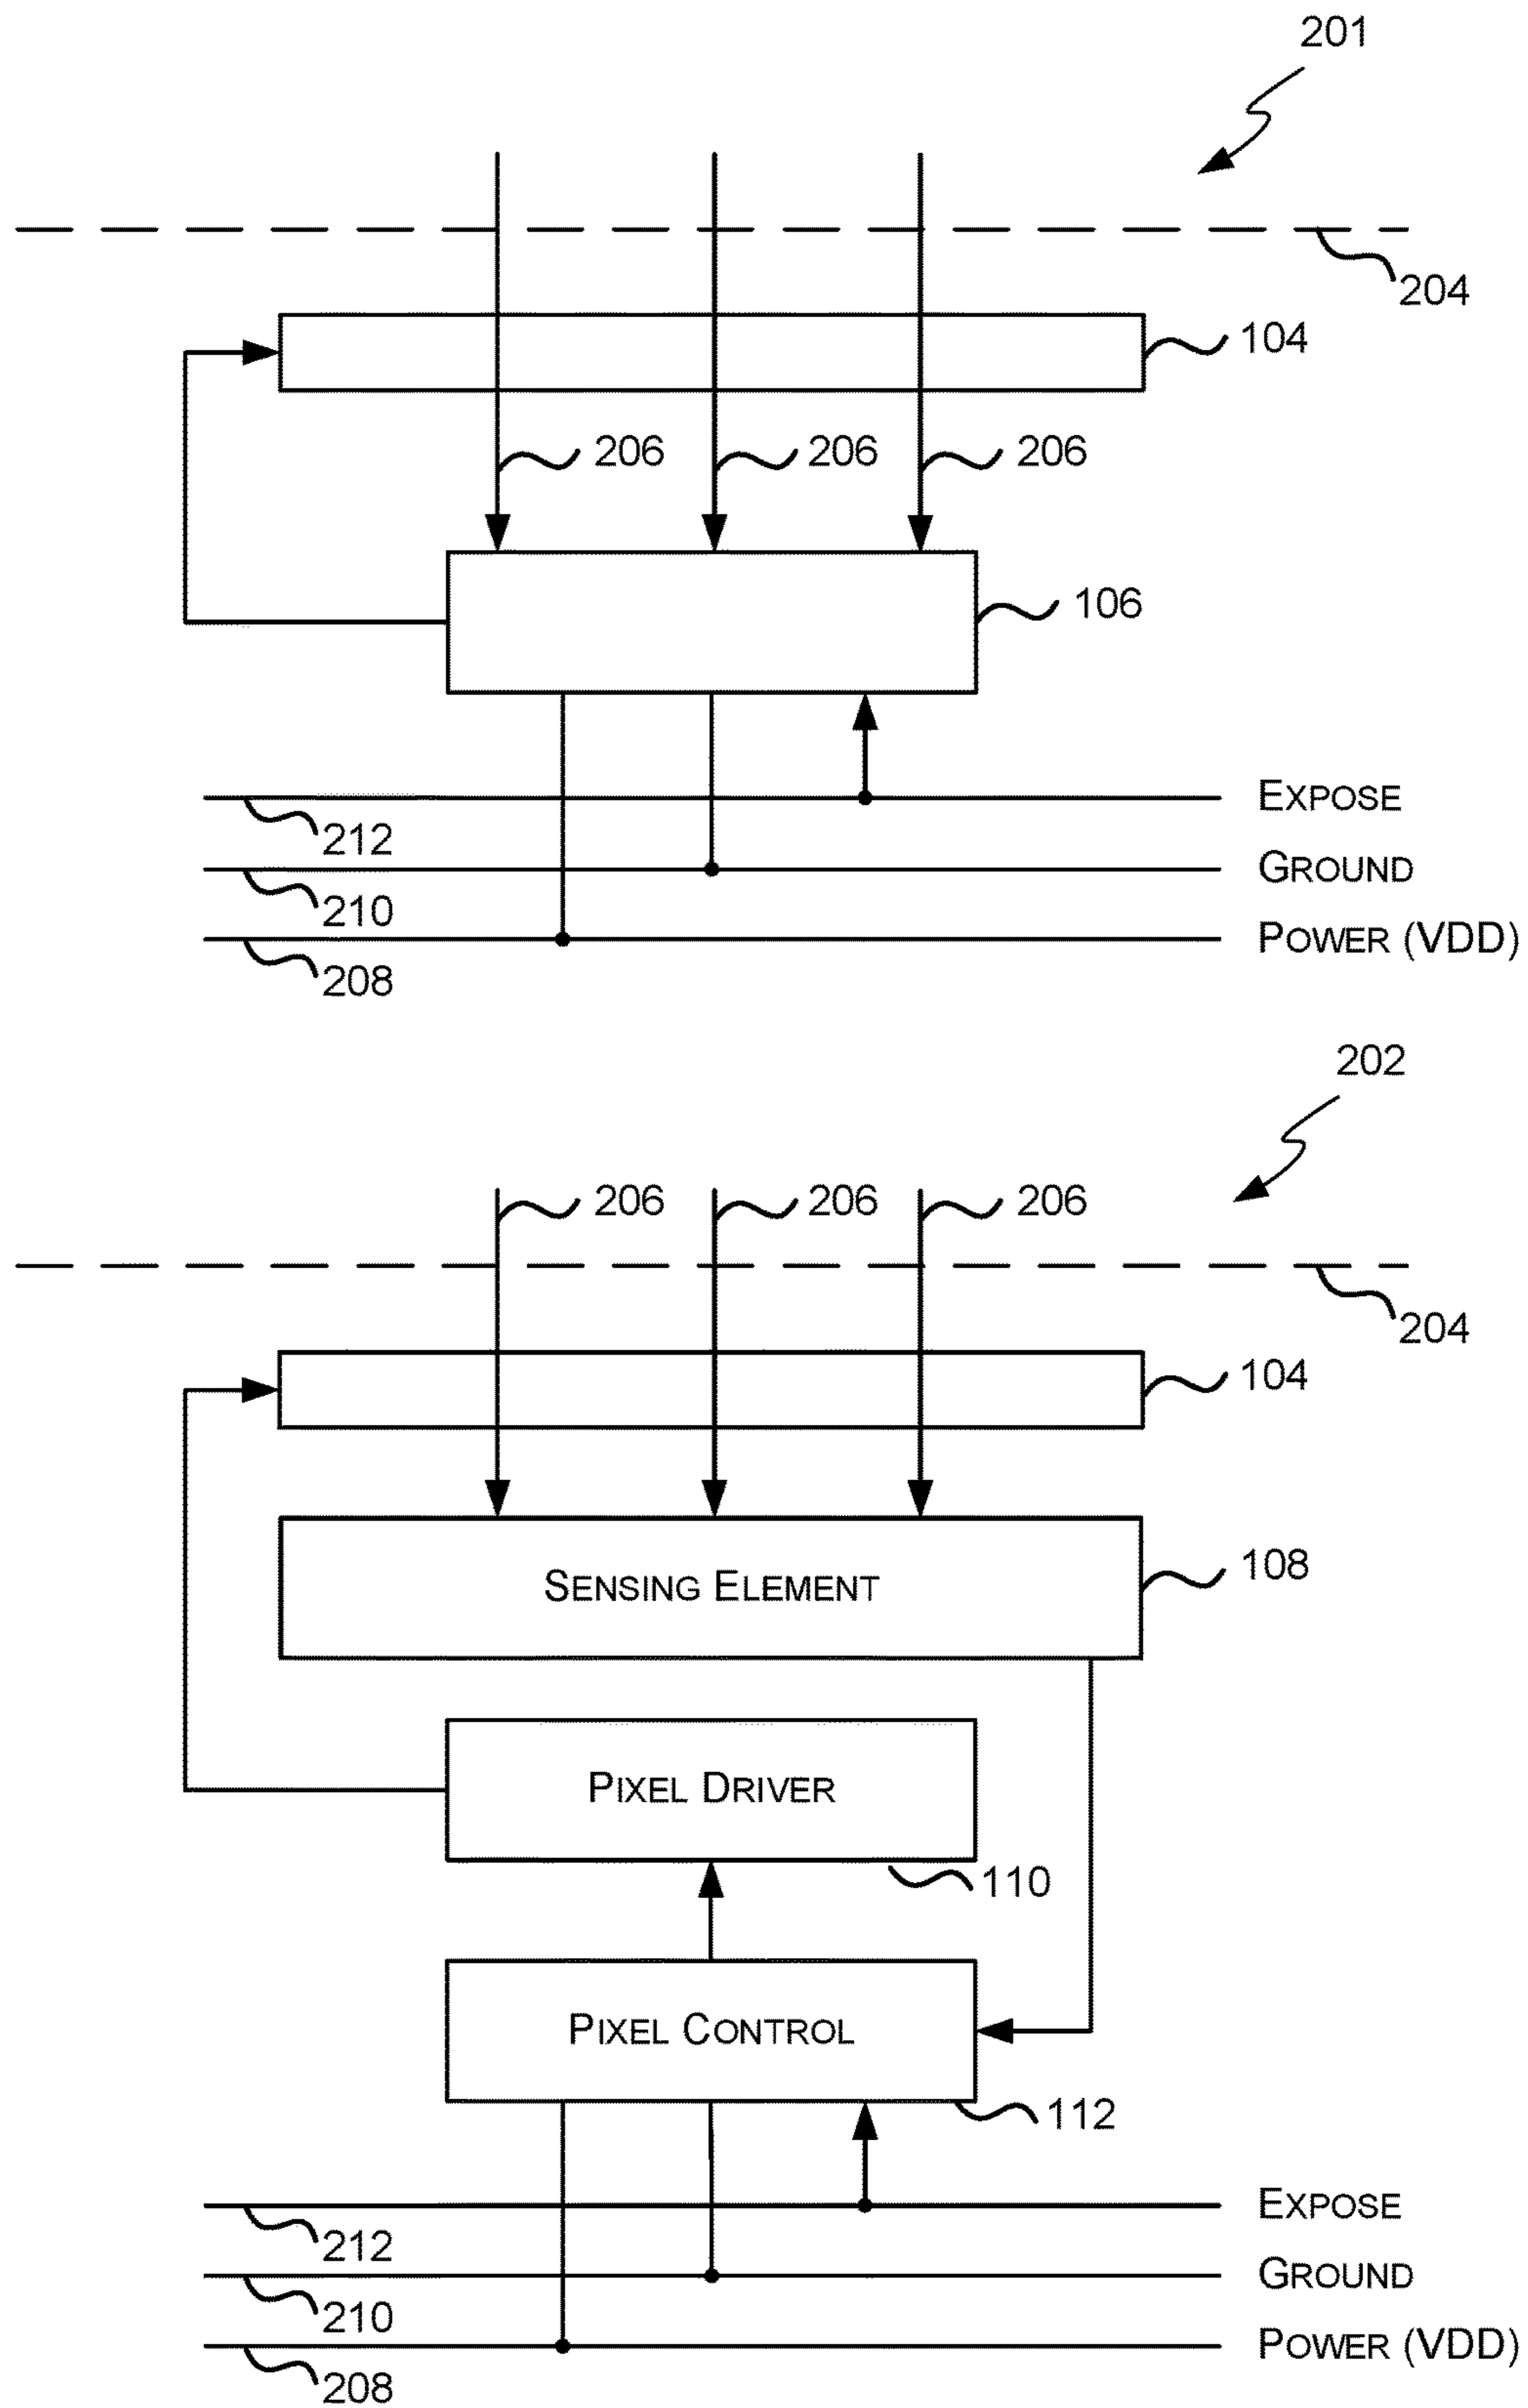 201
204
104
206 206 206
106
EXPOSE
212
GROUND
210
POWER (VDD)
208
202
206 206 206
204
104
SENSING ELEMENT
108
PIXEL DRIVER
110
PIXEL CONTROL
112
EXPOSE
212
GROUND
210
POWER (VDD)
208